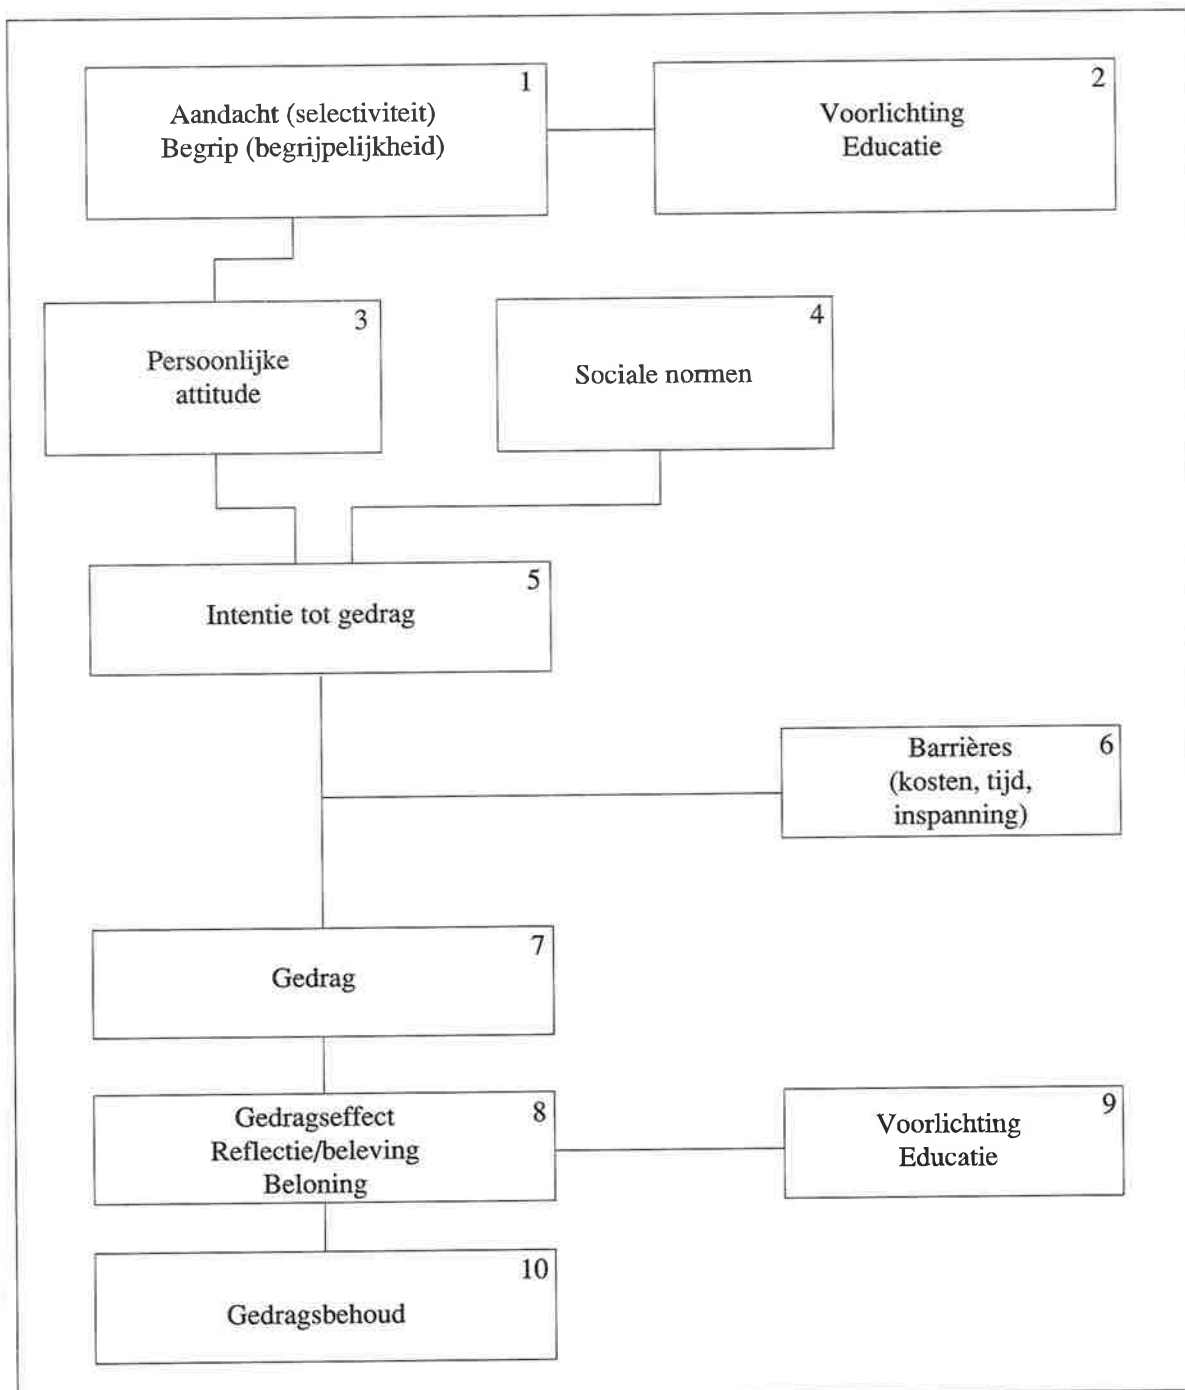 1
Aandacht (selectiviteit)
Begrip (begrijpelijkheid)
2
Voorlichting
Educatie
3
Persoonlijke
attitude
4
Sociale normen
5
Intentie tot gedrag
6
Barrières
(kosten, tijd,
inspanning)
7
Gedrag
8
Gedragseffect
Reflectie/beleving
Beloning
9
Voorlichting
Educatie
10
Gedragsbehoud